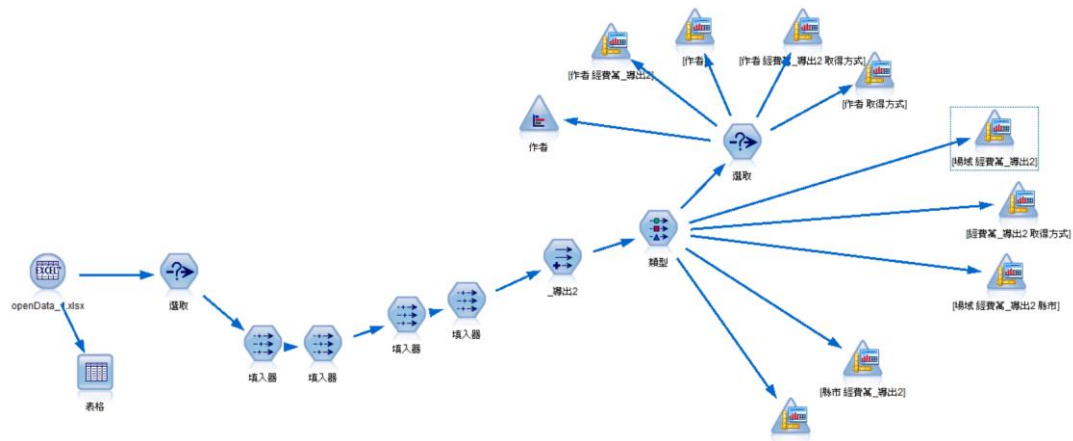 [作者 經費萬_導出2]
[作者]
[作者 經費萬_導出2 取得方式]
[作者 取得方式]
作者
選取
[場域 經費萬_導出2]
[經費萬_導出2 取得方式]
類型
[場域 經費萬_導出2 縣市]
_導出2
EXCEL
openData_1.xlsx
選取
填入器
填入器
填入器
填入器
表格
[縣市 經費萬_導出2]